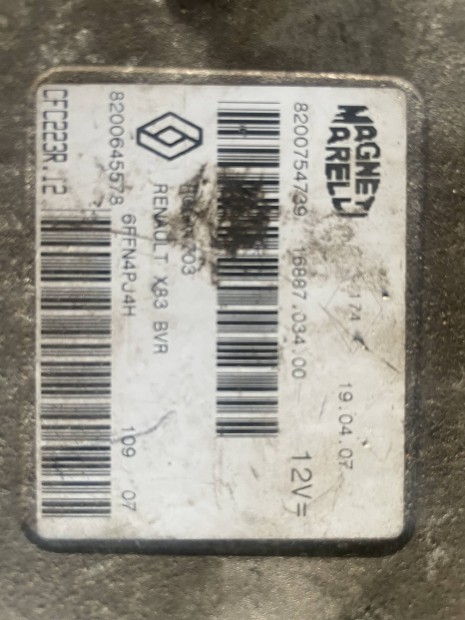 MAGNETI
MARELLI
19.04.07
8200754739 16887.034.00 12V=
RENAULT X83 BVR
8200645578 6FFN4PJ4H 109 07
CFC223R.12